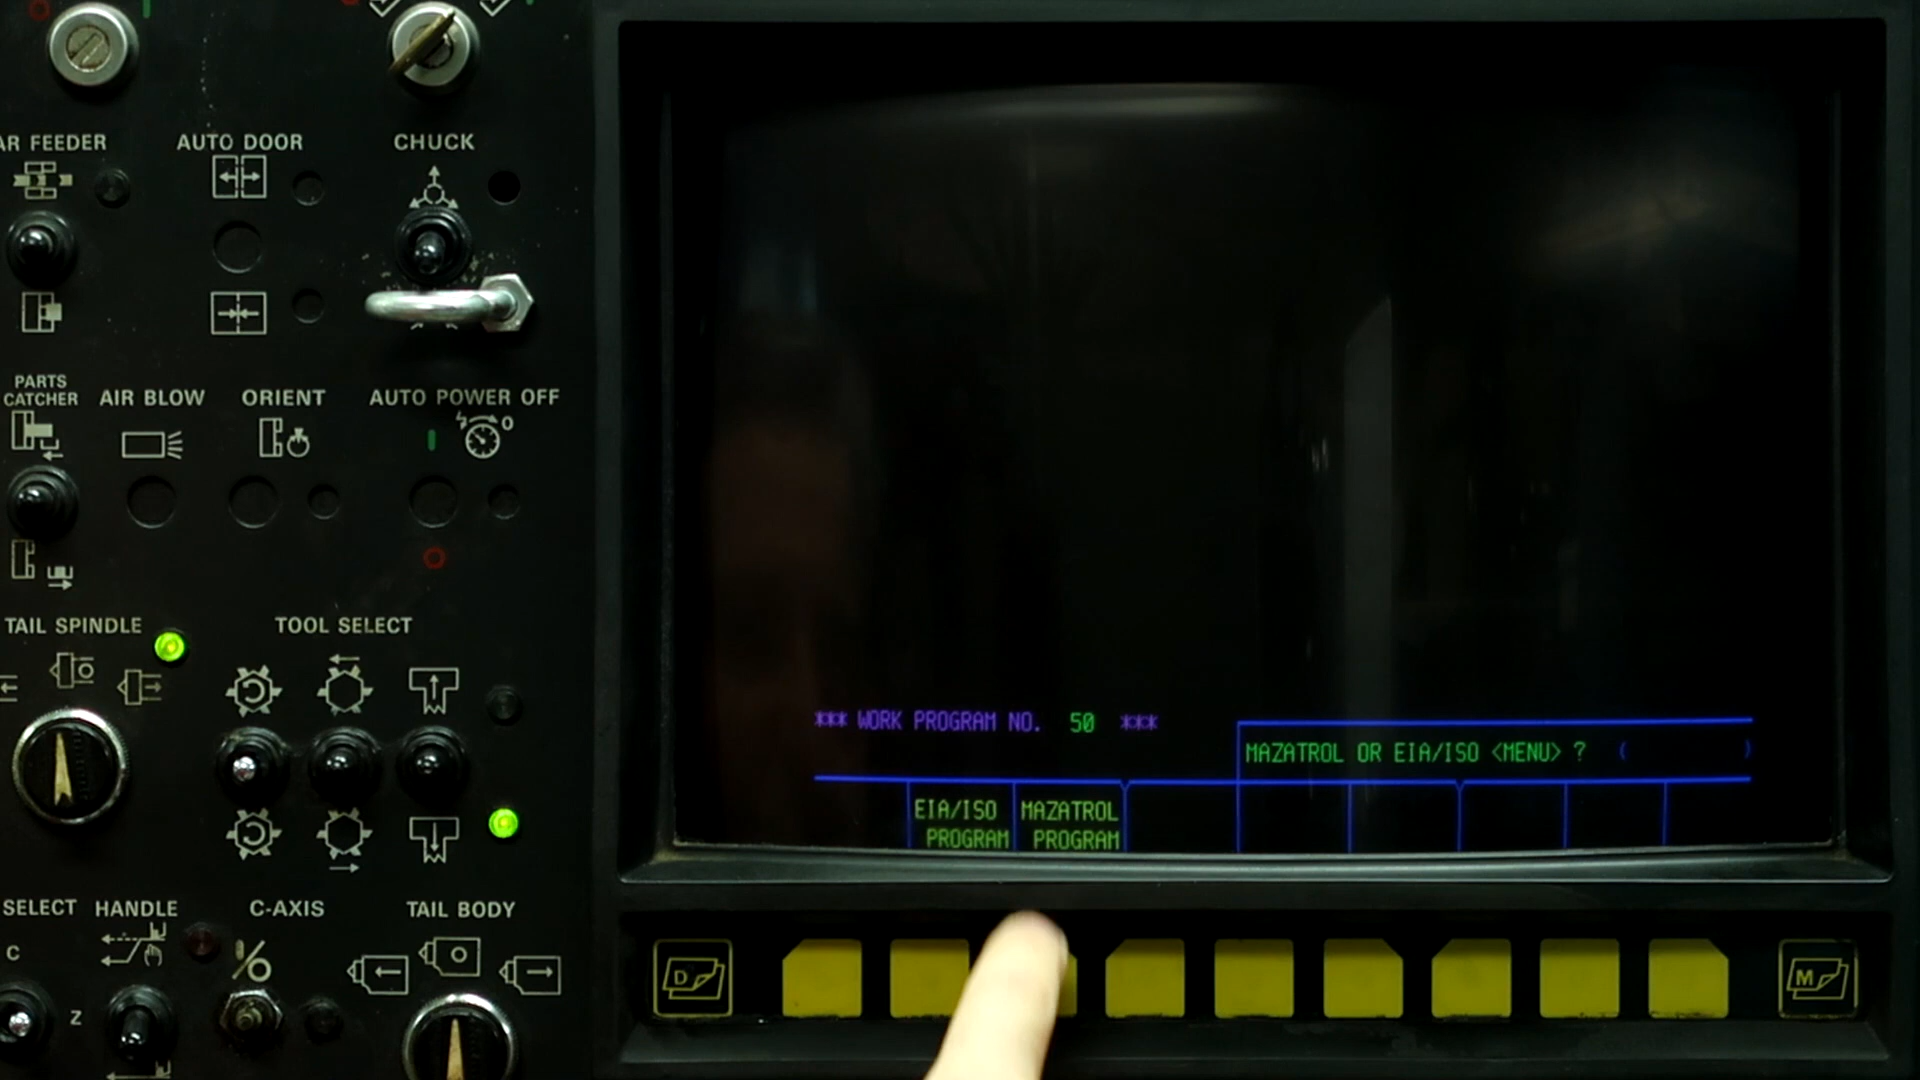 AR FEEDER
AUTO DOOR
CHUCK
PARTS
CATCHER
AIR BLOW
ORIENT
AUTO POWER OFF
TAIL SPINDLE
TOOL SELECT
SELECT
HANDLE
C-AXIS
TAIL BODY
C
Z
*** WORK PROGRAM NO. 50 ***
MAZATROL OR EIA/ISO <MENU> ? ( )
EIA/ISO
PROGRAM
MAZATROL
PROGRAM
D
M